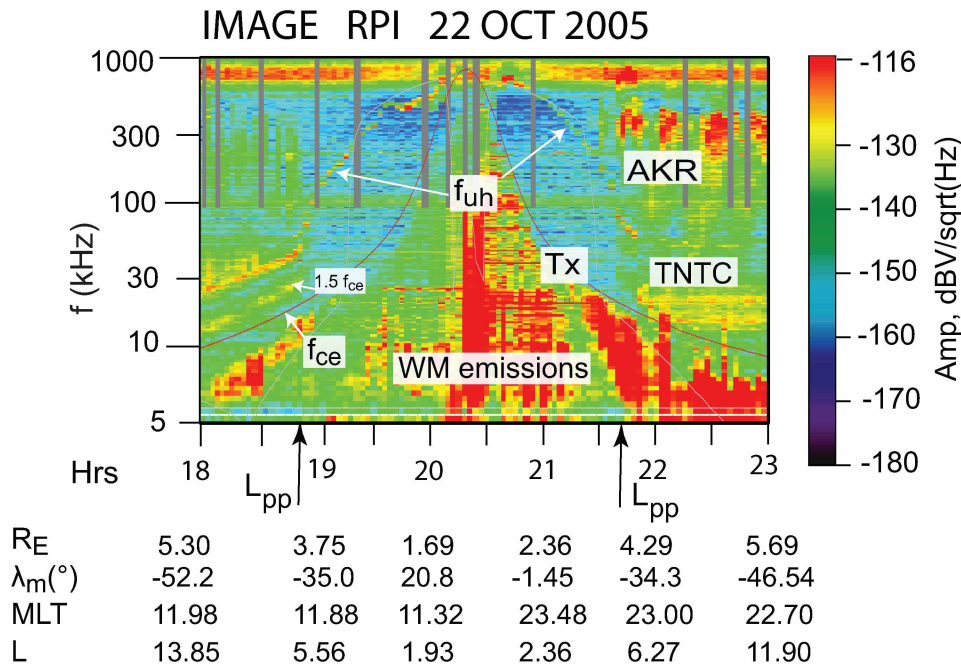 IMAGE RPI 22 OCT 2005
1000
300
100
30
10
5
f (kHz)
f_uh
AKR
1.5 f_ce
Tx
TNTC
f_ce
WM emissions
-116
-130
-140
-150
-160
-170
-180
Amp, dBV/sqrt(Hz)
Hrs 18 19 20 21 22 23
L_pp L_pp
R_E 5.30 3.75 1.69 2.36 4.29 5.69
λ_m(°) -52.2 -35.0 20.8 -1.45 -34.3 -46.54
MLT 11.98 11.88 11.32 23.48 23.00 22.70
L 13.85 5.56 1.93 2.36 6.27 11.90